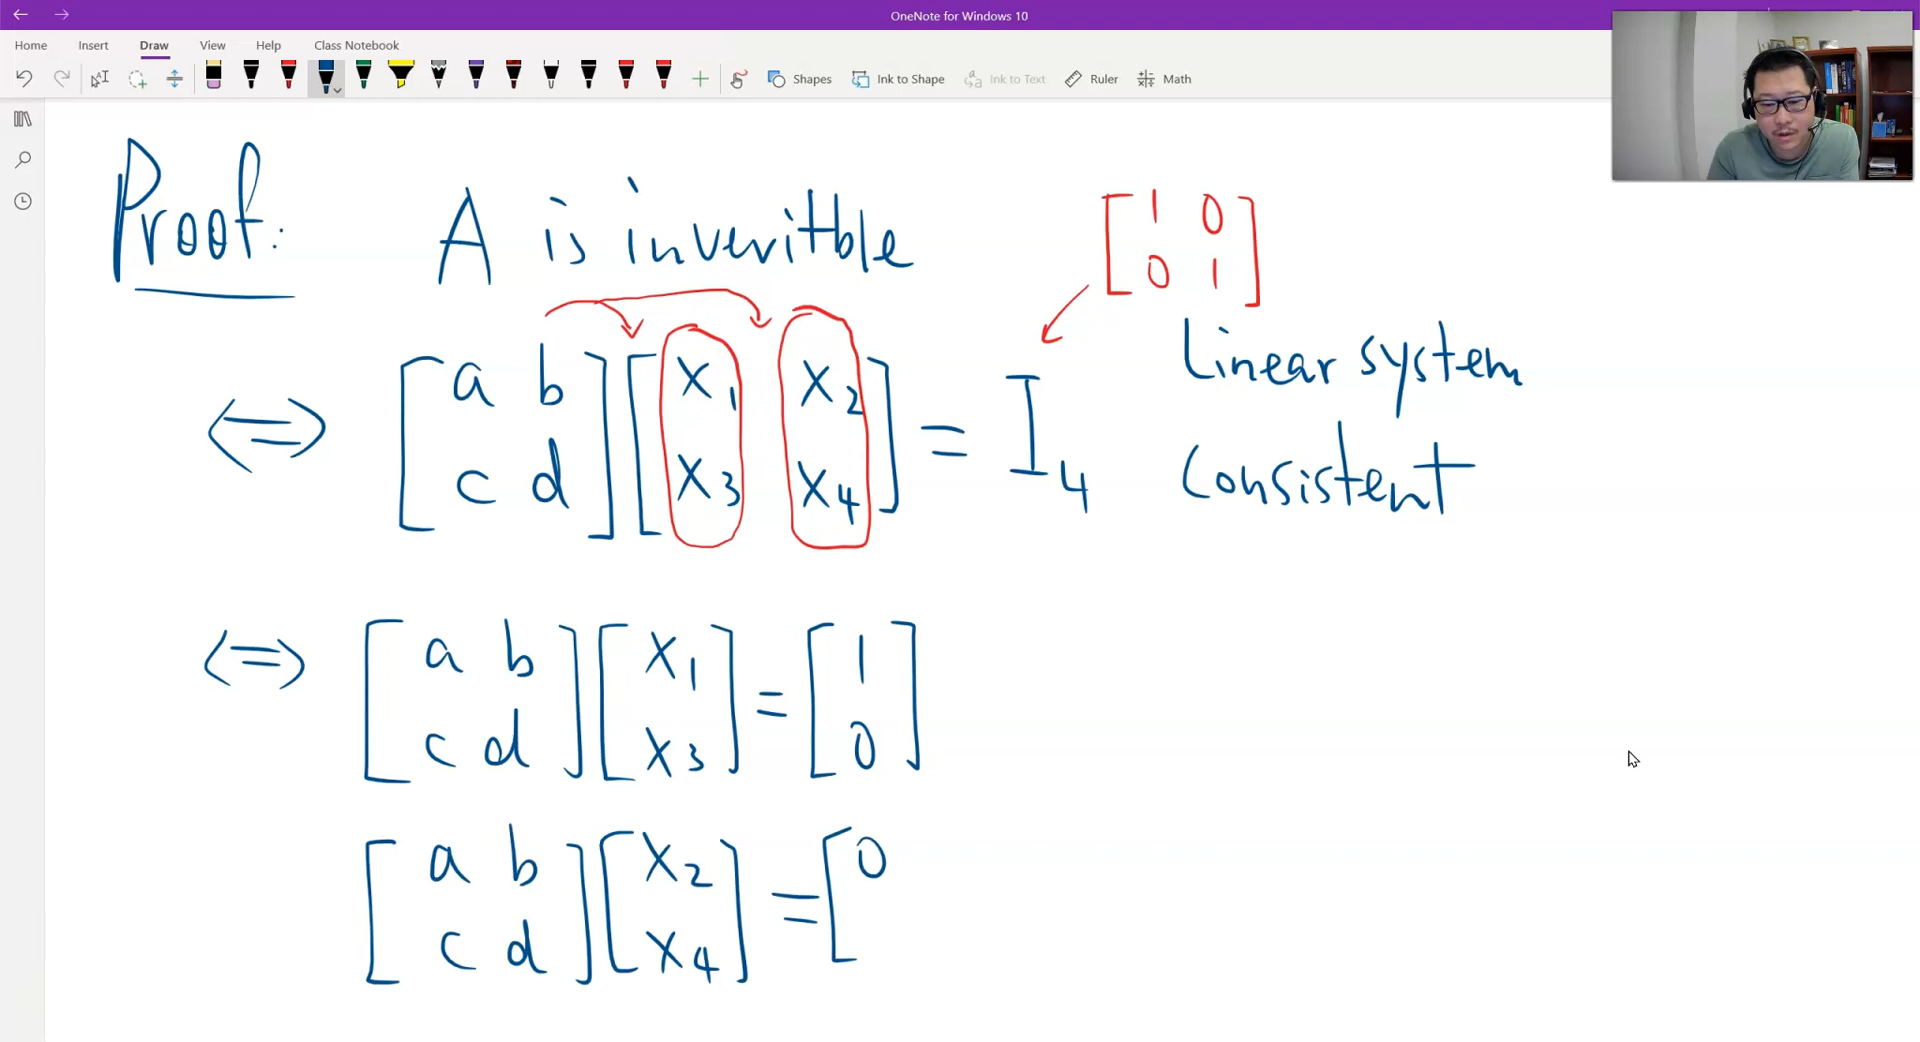 OneNote for Windows 10
Home Insert Draw View Help Class Notebook
Shapes Ink to Shape Ink to Text Ruler Math
Proof: A is inveritble
[ 1 0
0 1 ]
Linear system
consistent
<=> [ a b
c d ] [ x1 x2
x3 x4 ] = I4
<=> [ a b
c d ] [ x1
x3 ] = [ 1
0 ]
[ a b
c d ] [ x2
x4 ] = [ 0